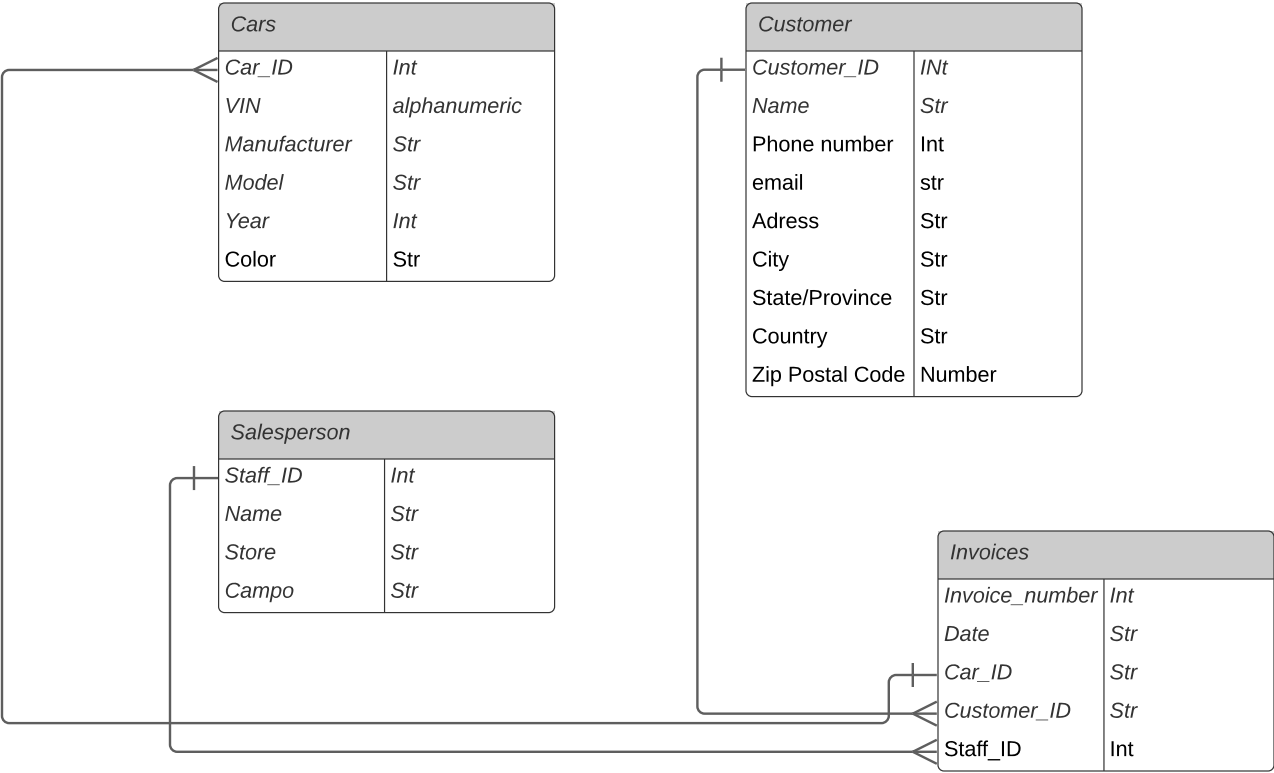 Cars
Car_ID Int
VIN alphanumeric
Manufacturer Str
Model Str
Year Int
Color Str
Customer
Customer_ID INt
Name Str
Phone number Int
email str
Adress Str
City Str
State/Province Str
Country Str
Zip Postal Code Number
Salesperson
Staff_ID Int
Name Str
Store Str
Campo Str
Invoices
Invoice_number Int
Date Str
Car_ID Str
Customer_ID Str
Staff_ID Int